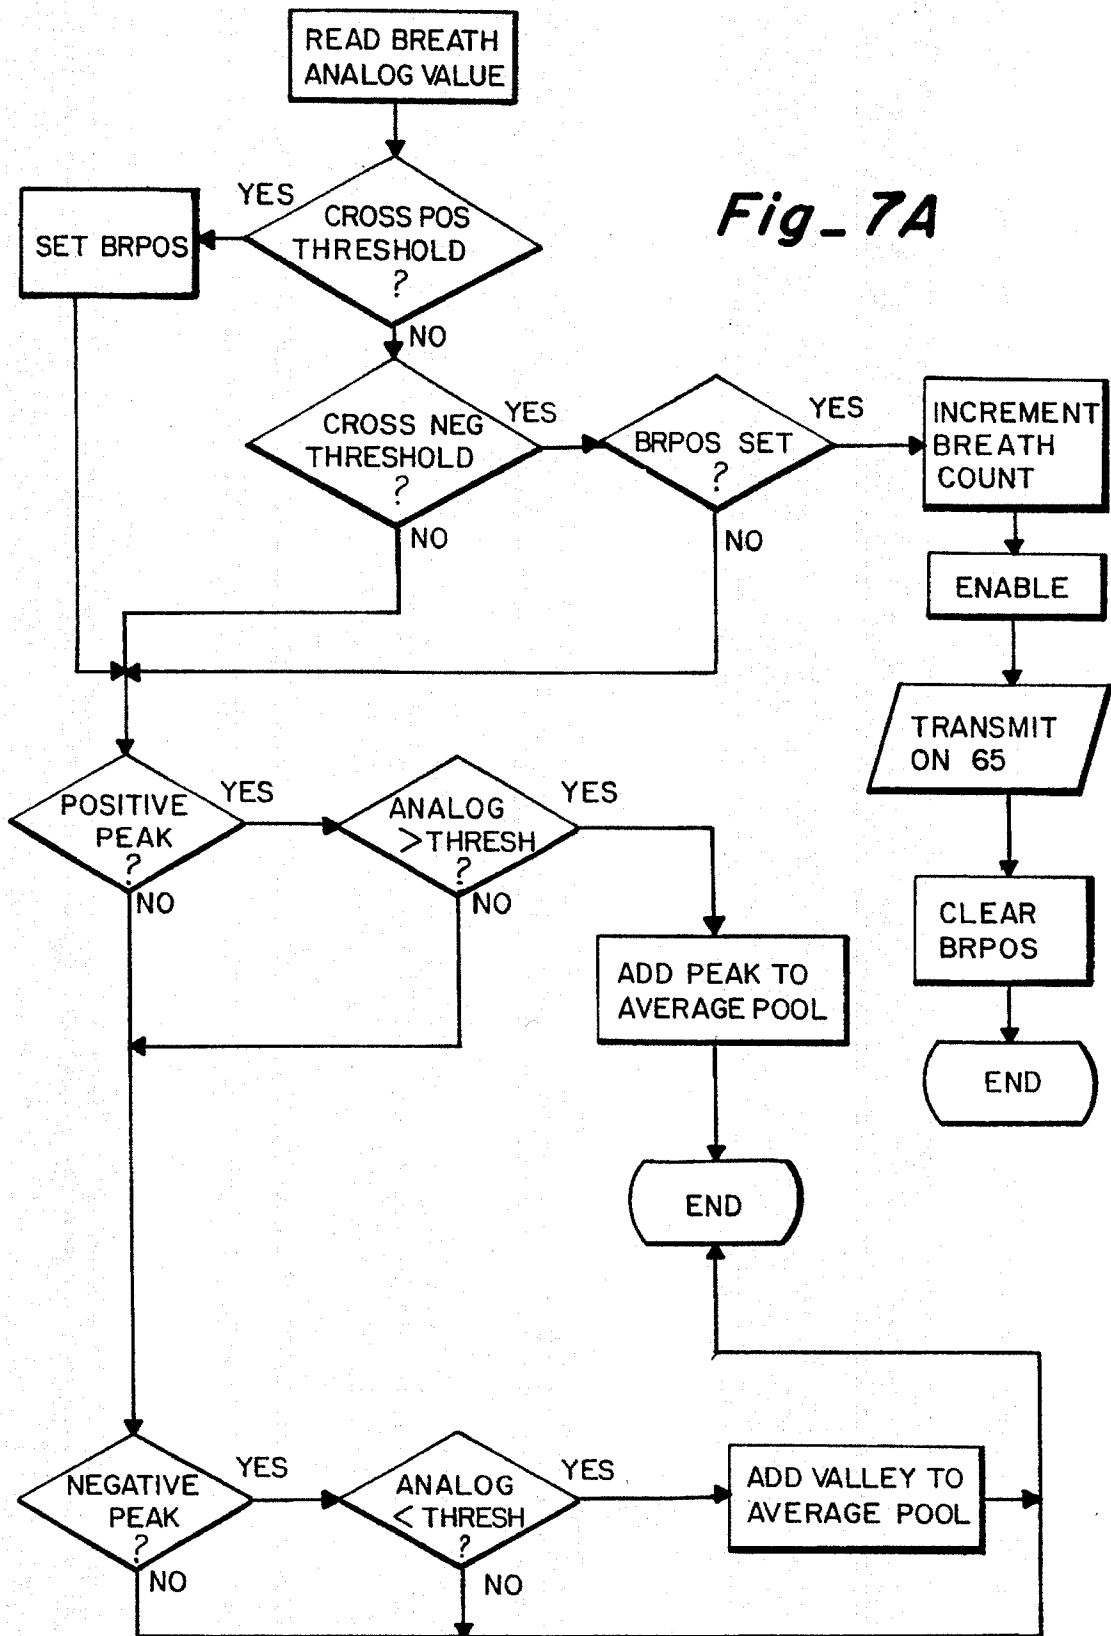 READ BREATH
ANALOG VALUE
Fig_7A
YES
CROSS POS
THRESHOLD
?
SET BRPOS
NO
CROSS NEG
THRESHOLD
?
YES
BRPOS SET
?
YES
INCREMENT
BREATH
COUNT
NO
NO
ENABLE
TRANSMIT
ON 65
POSITIVE
PEAK
?
YES
ANALOG
>THRESH
?
YES
NO
NO
CLEAR
BRPOS
ADD PEAK TO
AVERAGE POOL
END
END
NEGATIVE
PEAK
?
YES
ANALOG
< THRESH
?
YES
ADD VALLEY TO
AVERAGE POOL
NO
NO